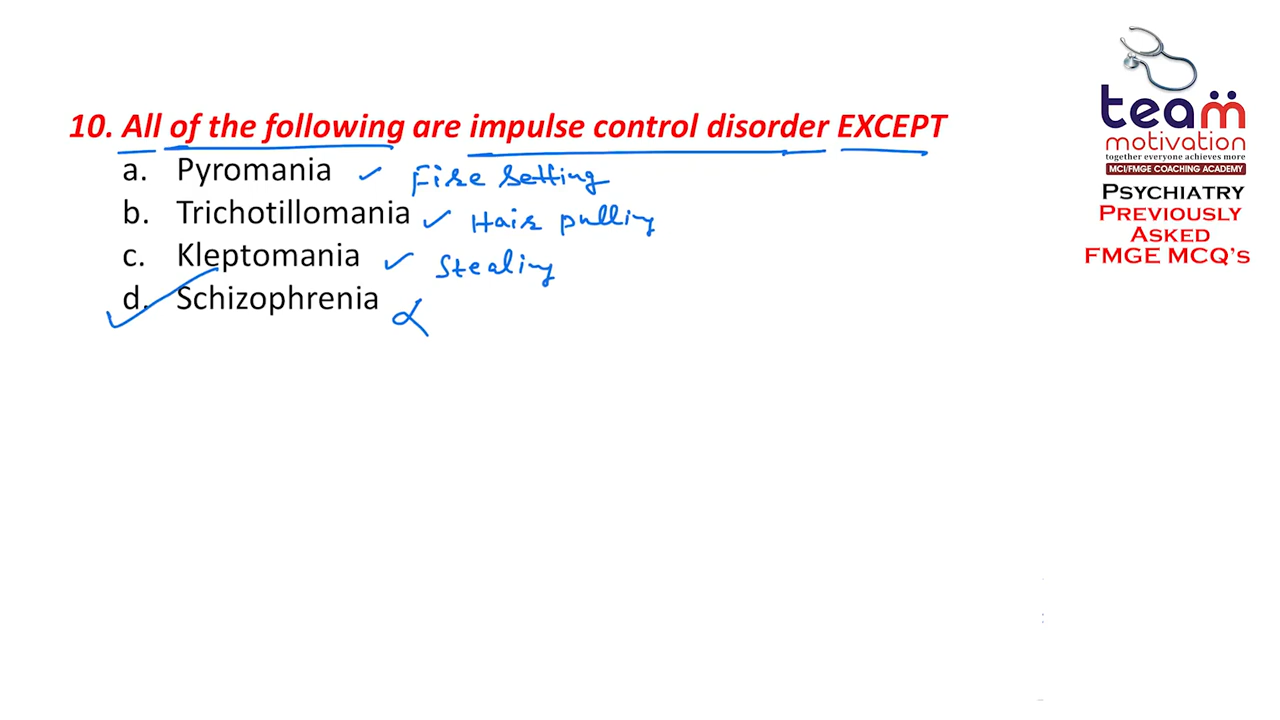 10. All of the following are impulse control disorder EXCEPT
a. Pyromania ✓ Fire setting
b. Trichotillomania ✓ Hair pulling
c. Kleptomania ✓ Stealing
d. Schizophrenia
team
motivation
together everyone achieves more
MCI/FMGE COACHING ACADEMY
PSYCHIATRY
PREVIOUSLY
ASKED
FMGE MCQ's